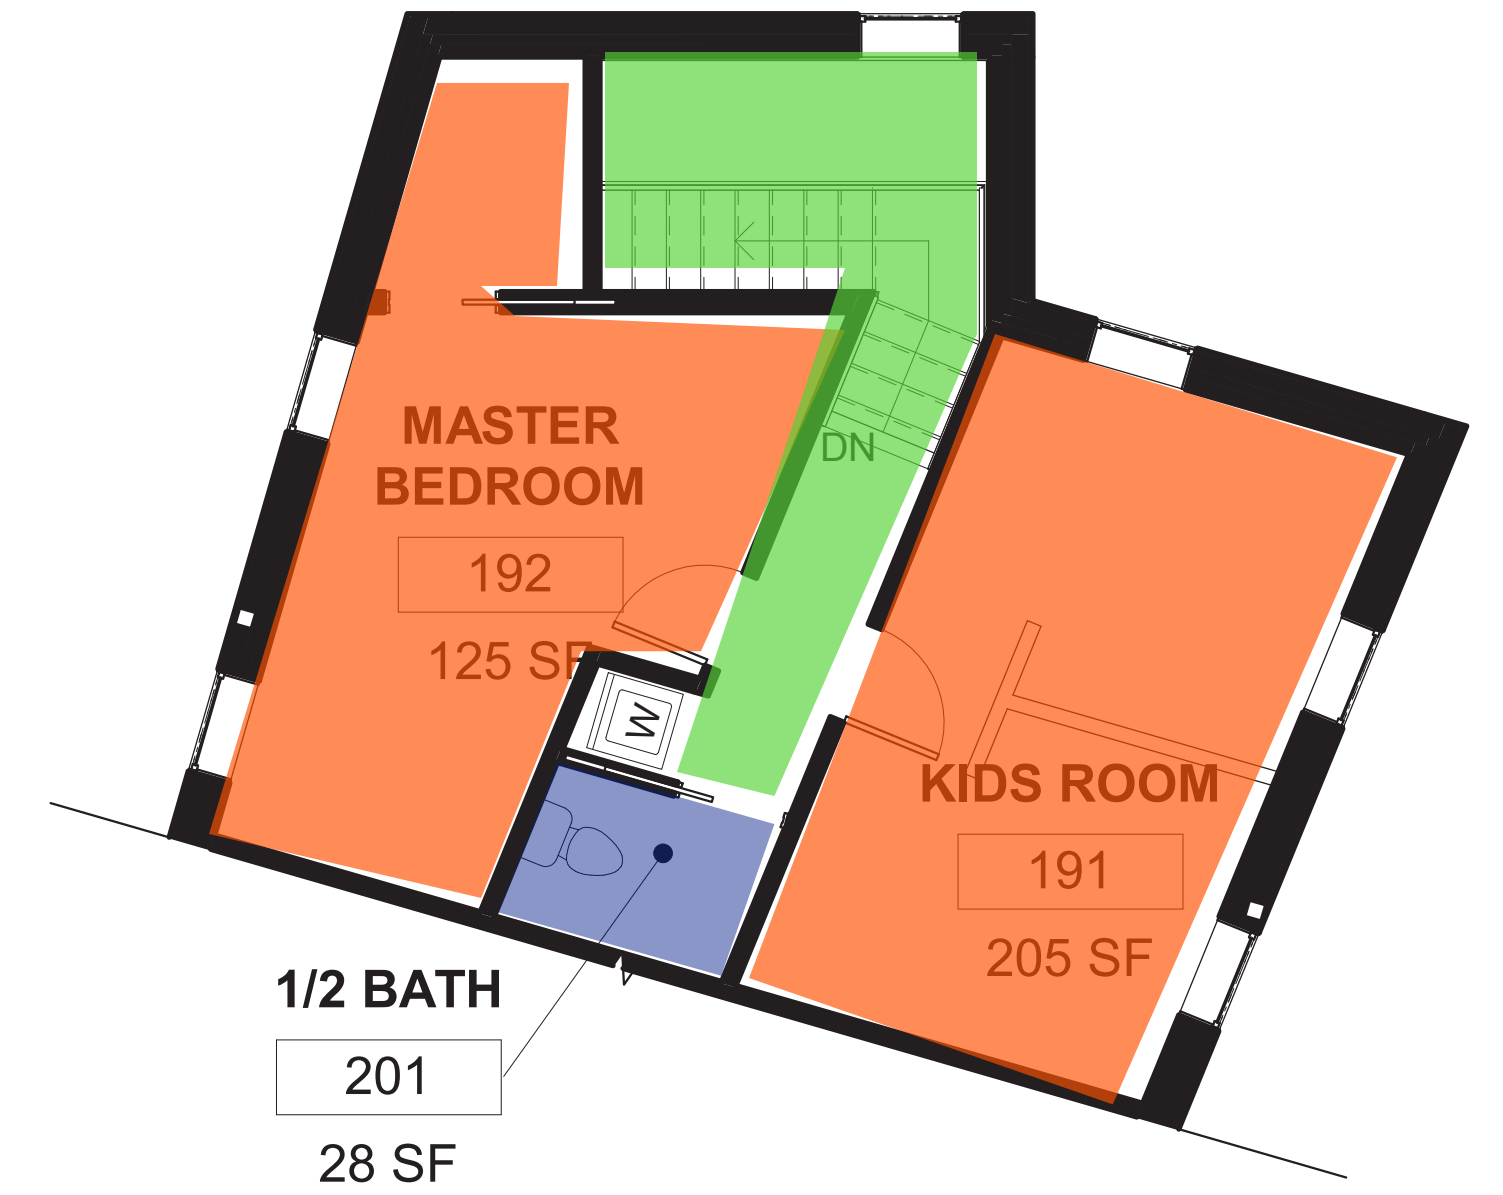 MASTER
BEDROOM
192
125 SF
DN
W
KIDS ROOM
191
205 SF
1/2 BATH
201
28 SF